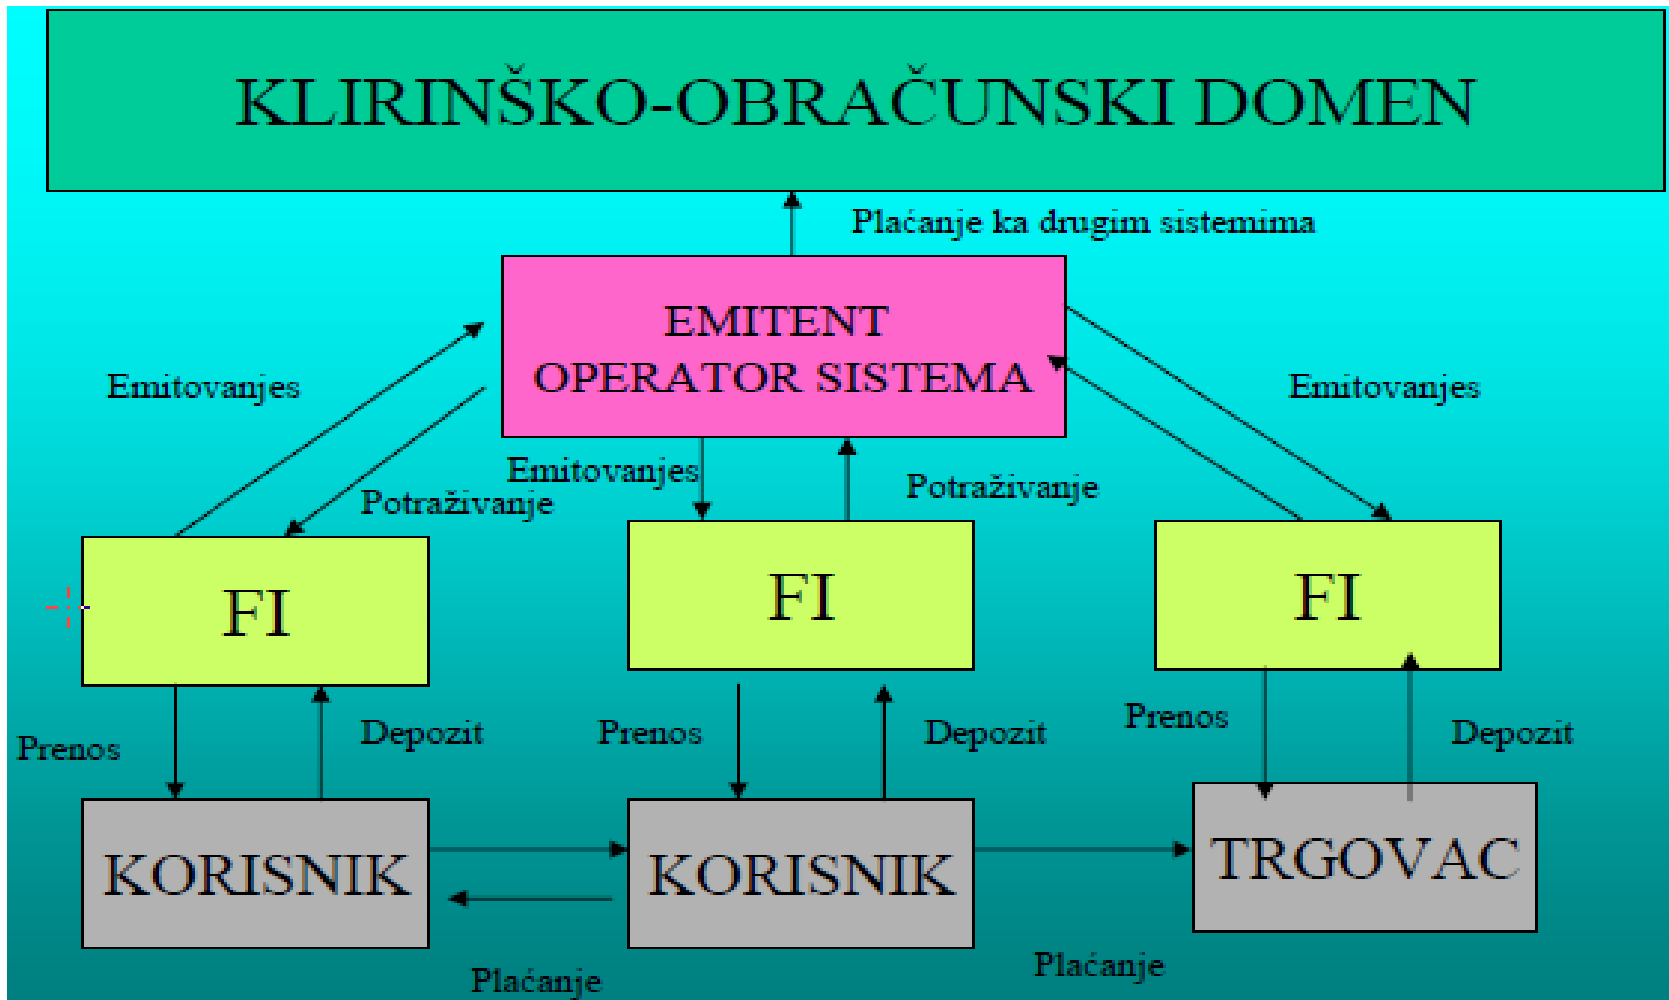 KLIRINŠKO-OBRAČUNSKI DOMEN
Plaćanje ka drugim sistemima
EMITENT
OPERATOR SISTEMA
Emitovanjes
Emitovanjes
Emitovanjes
Potraživanje
Potraživanje
FI
FI
FI
Prenos
Depozit
Prenos
Depozit
Prenos
Depozit
KORISNIK
KORISNIK
TRGOVAC
Plaćanje
Plaćanje